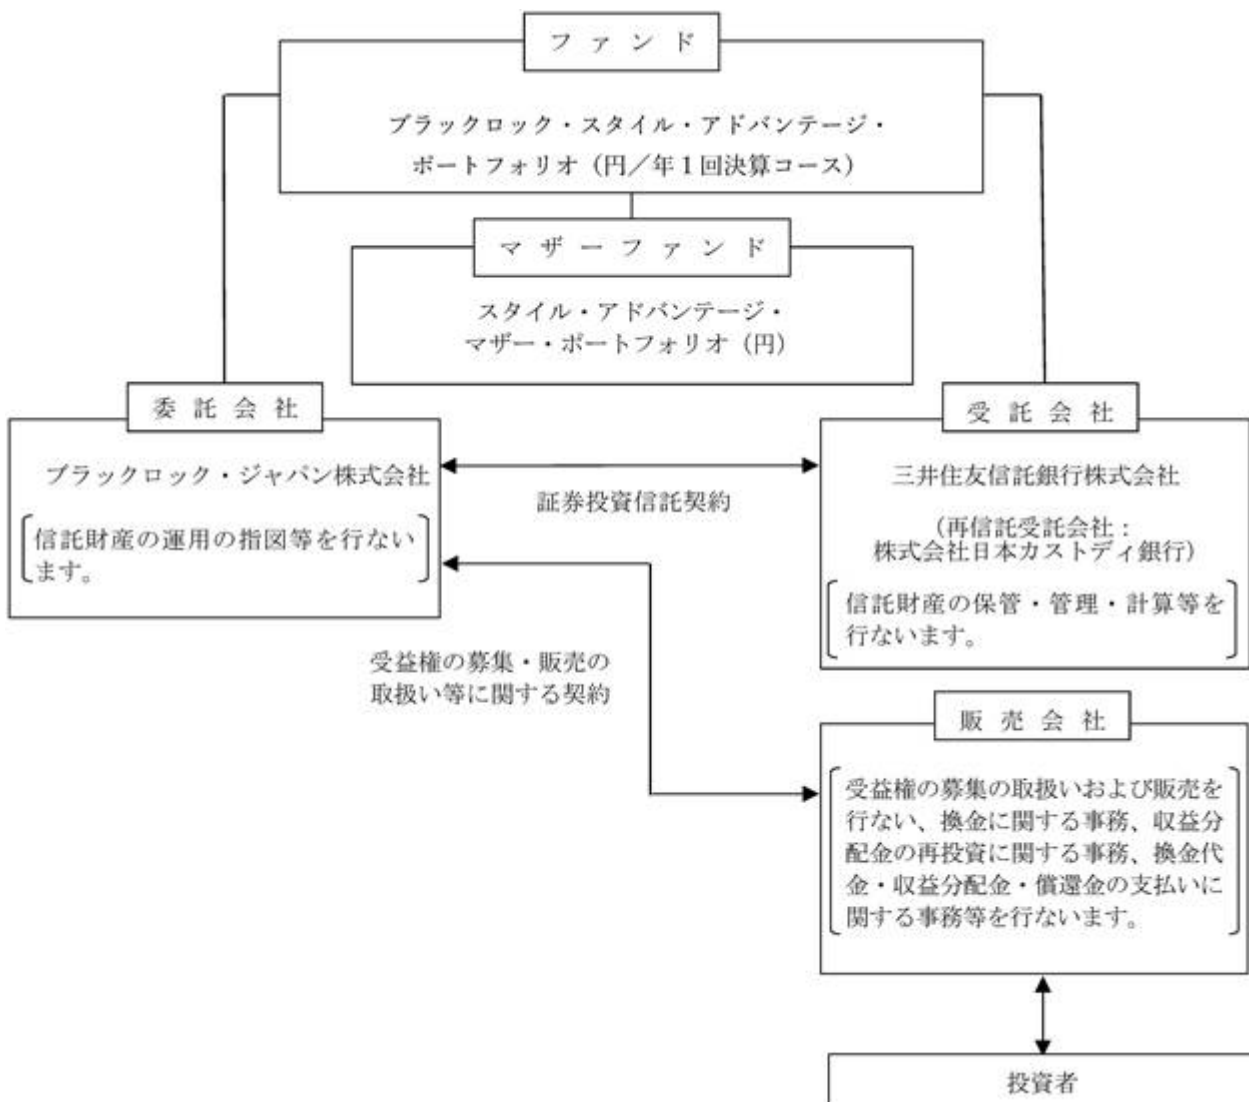 ファンド
ブラックロック・スタイル・アドバンテージ・
ポートフォリオ（円／年１回決算コース）
マザーファンド
スタイル・アドバンテージ・
マザー・ポートフォリオ（円）
委託会社
ブラックロック・ジャパン株式会社
信託財産の運用の指図等を行ない
ます。
証券投資信託契約
受託会社
三井住友信託銀行株式会社
（再信託受託会社：
株式会社日本カストディ銀行）
信託財産の保管・管理・計算等を
行ないます。
受益権の募集・販売の
取扱い等に関する契約
販売会社
受益権の募集の取扱いおよび販売を
行ない、換金に関する事務、収益分
配金の再投資に関する事務、換金代
金・収益分配金・償還金の支払いに
関する事務等を行ないます。
投資者